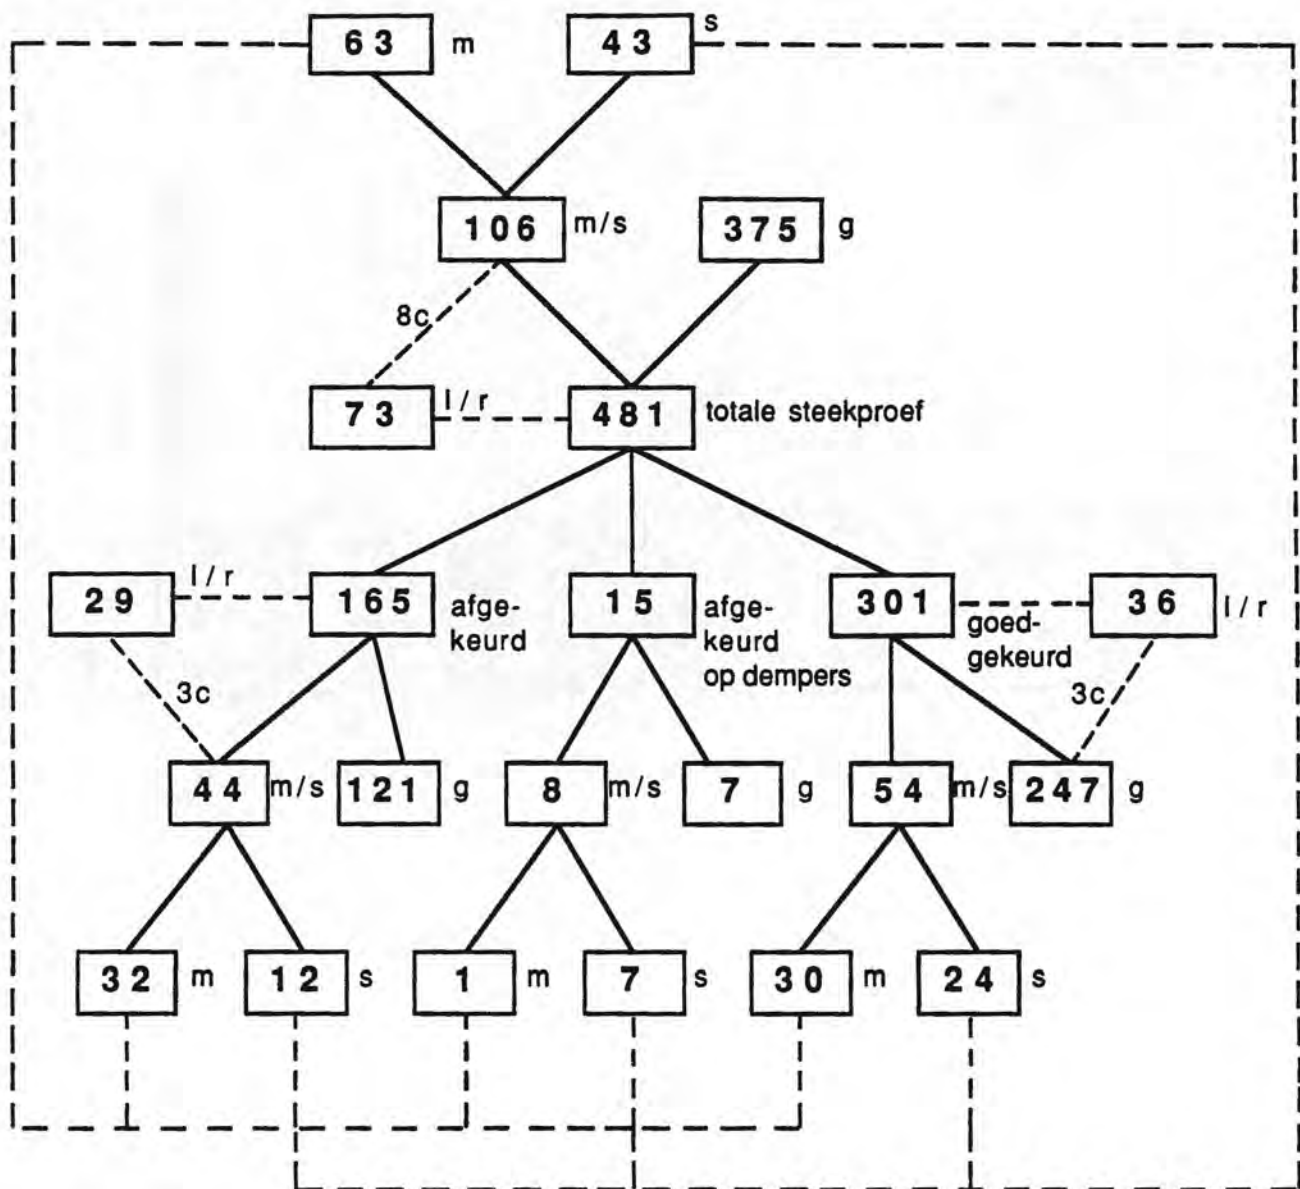 63 m 43 s
106 m/s 375 g
8c
73 l/r 481 totale steekproef
29 l/r 165 afge-
keurd
15 afge-
keurd
op dempers
301 goed-
gekeurd
36 l/r
3c 3c
44 m/s 121 g 8 m/s 7 g 54 m/s 247 g
32 m 12 s 1 m 7 s 30 m 24 s